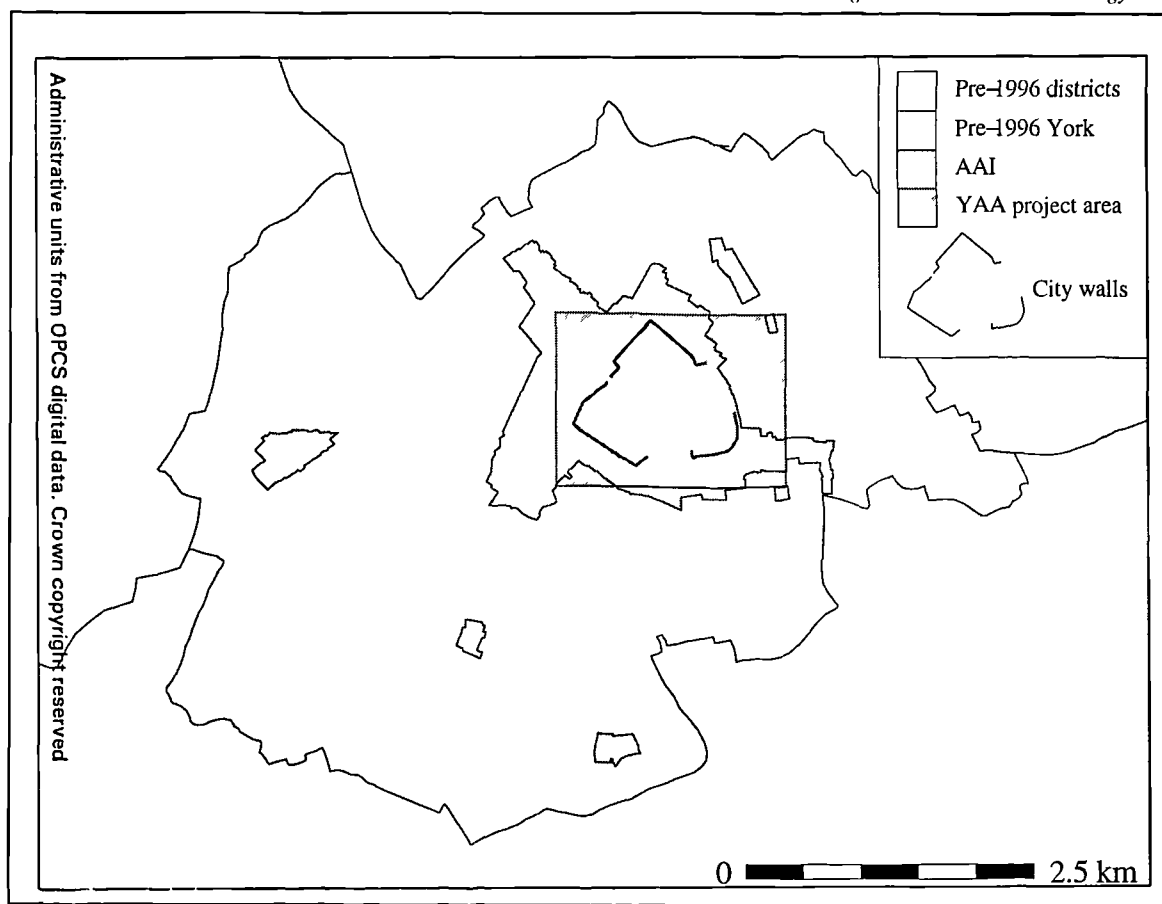 Pre-1996 districts
Pre-1996 York
AAI
YAA project area
City walls
Administrative units from OPCS digital data. Crown copyright reserved
0 2.5 km